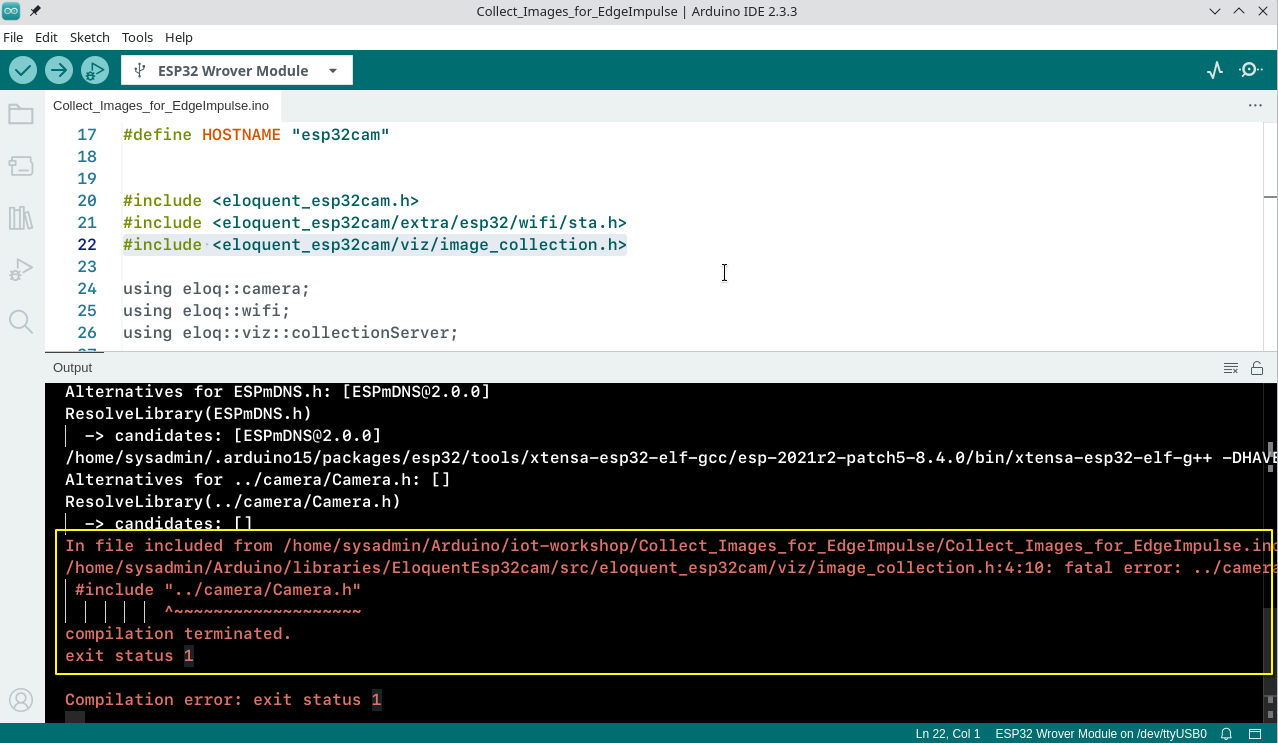 Collect_Images_for_EdgeImpulse | Arduino IDE 2.3.3
File Edit Sketch Tools Help
ESP32 Wrover Module
Collect_Images_for_EdgeImpulse.ino
17 #define HOSTNAME "esp32cam"
18
19
20 #include <eloquent_esp32cam.h>
21 #include <eloquent_esp32cam/extra/esp32/wifi/sta.h>
22 #include <eloquent_esp32cam/viz/image_collection.h>
23
24 using eloq::camera;
25 using eloq::wifi;
26 using eloq::viz::collectionServer;
Output
Alternatives for ESPmDNS.h: [ESPmDNS@2.0.0]
ResolveLibrary(ESPmDNS.h)
-> candidates: [ESPmDNS@2.0.0]
/home/sysadmin/.arduino15/packages/esp32/tools/xtensa-esp32-elf-gcc/esp-2021r2-patch5-8.4.0/bin/xtensa-esp32-elf-g++ -DHAVE
Alternatives for ../camera/Camera.h: []
ResolveLibrary(../camera/Camera.h)
-> candidates: []
In file included from /home/sysadmin/Arduino/iot-workshop/Collect_Images_for_EdgeImpulse/Collect_Images_for_EdgeImpulse.ino
/home/sysadmin/Arduino/libraries/EloquentEsp32cam/src/eloquent_esp32cam/viz/image_collection.h:4:10: fatal error: ../camera
#include "../camera/Camera.h"
^~~~~~~~~~~~~~~~~~~~
compilation terminated.
exit status 1
Compilation error: exit status 1
Ln 22, Col 1 ESP32 Wrover Module on /dev/ttyUSB0